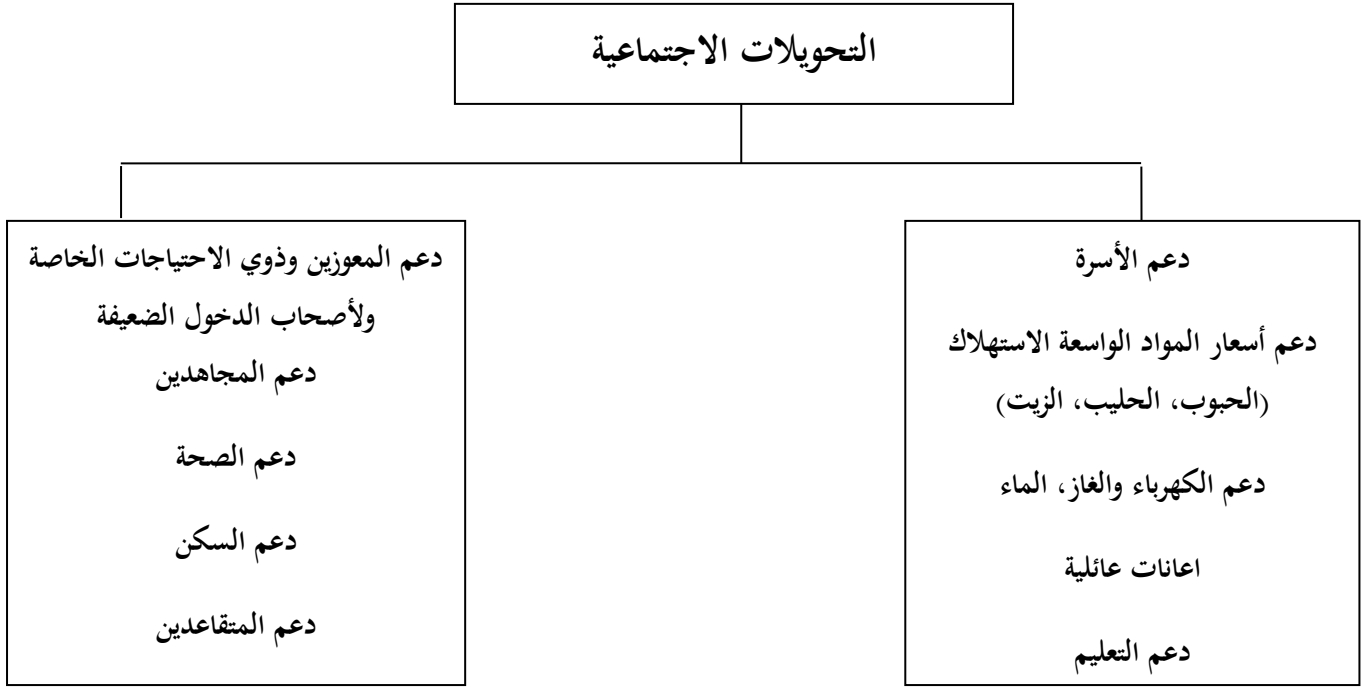 التحويلات الاجتماعية
دعم الأسرة
دعم أسعار المواد الواسعة الاستهلاك
(الحبوب، الحليب، الزيت)
دعم الكهرباء والغاز، الماء
اعانات عائلية
دعم التعليم
دعم المعوزين وذوي الاحتياجات الخاصة
ولأصحاب الدخول الضعيفة
دعم المجاهدين
دعم الصحة
دعم السكن
دعم المتقاعدين